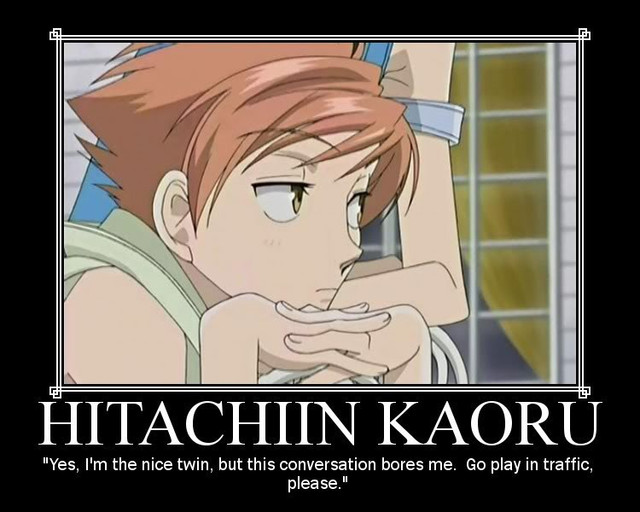 HITACHIIN KAORU
"Yes, I'm the nice twin, but this conversation bores me.  Go play in traffic,
please."